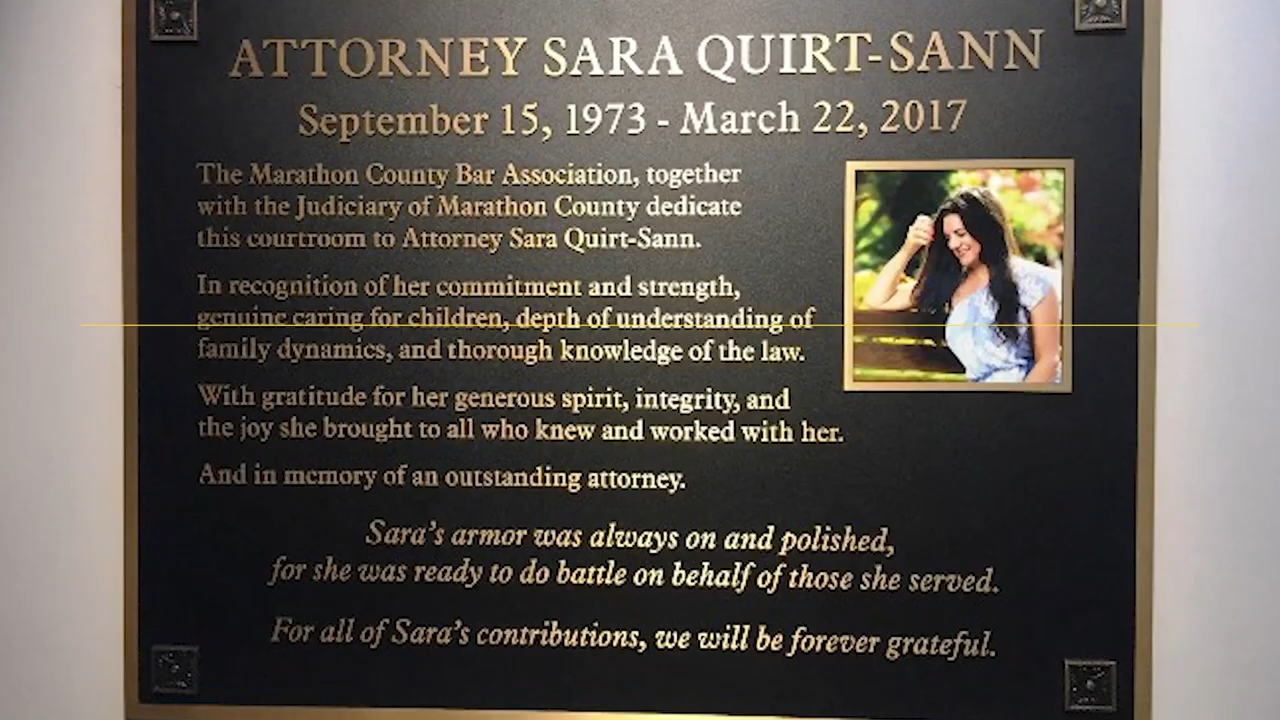 ATTORNEY SARA QUIRT-SANN
September 15, 1973 - March 22, 2017
The Marathon County Bar Association, together
with the Judiciary of Marathon County dedicate
this courtroom to Attorney Sara Quirt-Sann.
In recognition of her commitment and strength,
genuine caring for children, depth of understanding of
family dynamics, and thorough knowledge of the law.
With gratitude for her generous spirit, integrity, and
the joy she brought to all who knew and worked with her.
And in memory of an outstanding attorney.
Sara's armor was always on and polished,
for she was ready to do battle on behalf of those she served.
For all of Sara's contributions, we will be forever grateful.